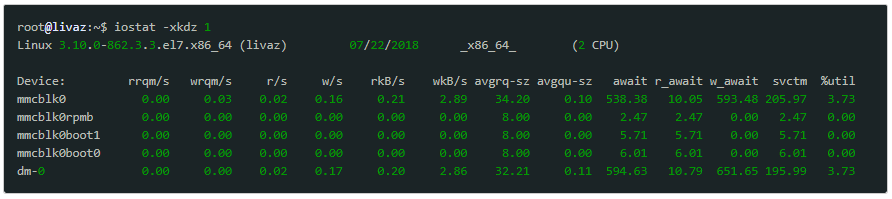 root@livaz:~$ iostat -xkdz 1
Linux 3.10.0-862.3.3.el7.x86_64 (livaz) 07/22/2018 _x86_64_ (2 CPU)
Device: rrqm/s wrqm/s r/s w/s rkB/s wkB/s avgrq-sz avgqu-sz await r_await w_await svctm %util
mmcblk0 0.00 0.03 0.02 0.16 0.21 2.89 34.20 0.10 538.38 10.05 593.48 205.97 3.73
mmcblk0rpmb 0.00 0.00 0.00 0.00 0.00 0.00 8.00 0.00 2.47 2.47 0.00 2.47 0.00
mmcblk0boot1 0.00 0.00 0.00 0.00 0.00 0.00 8.00 0.00 5.71 5.71 0.00 5.71 0.00
mmcblk0boot0 0.00 0.00 0.00 0.00 0.00 0.00 8.00 0.00 6.01 6.01 0.00 6.01 0.00
dm-0 0.00 0.00 0.02 0.17 0.20 2.86 32.21 0.11 594.63 10.79 651.65 195.99 3.73